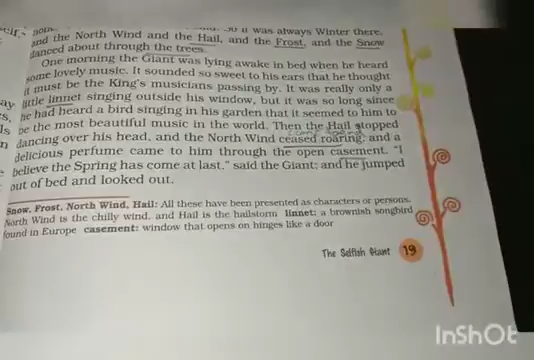 it was always Winter there,
and the North Wind and the Hail, and the Frost, and the Snow
danced about through the trees.
One morning the Giant was lying awake in bed when he heard
some lovely music. It sounded so sweet to his ears that he thought
it must be the King's musicians passing by. It was really only a
ay little linnet singing outside his window, but it was so long since
s, he had heard a bird singing in his garden that it seemed to him to
ls be the most beautiful music in the world. Then the Hail stopped
n dancing over his head, and the North Wind ceased roaring; and a
delicious perfume came to him through the open casement. "I
e believe the Spring has come at last," said the Giant; and he jumped
out of bed and looked out.
Snow, Frost, North Wind, Hail: All these have been presented as characters or persons.
North Wind is the chilly wind, and Hail is the hailstorm linnet: a brownish songbird
found in Europe casement: window that opens on hinges like a door
The Selfish Giant 19
InShOt